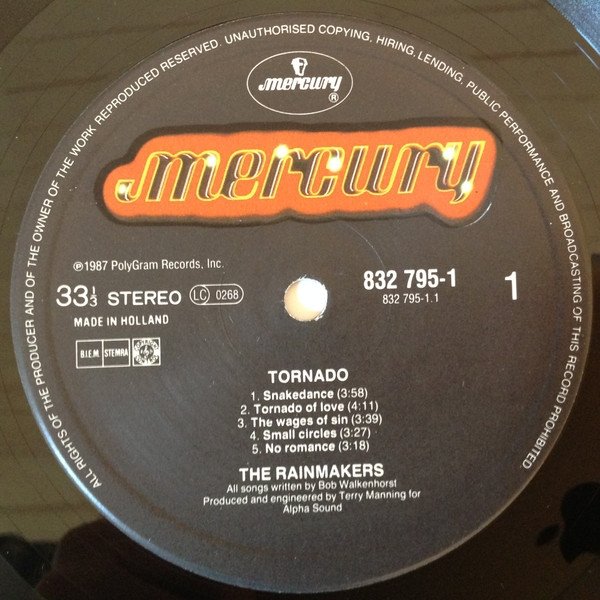 ALL RIGHTS OF THE PRODUCER AND OF THE OWNER OF THE WORK REPRODUCED RESERVED. UNAUTHORISED COPYING, HIRING, LENDING, PUBLIC PERFORMANCE AND BROADCASTING OF THIS RECORD PROHIBITED
mercury
®
mercury
℗1987 PolyGram Records, Inc.
33⅓ STEREO LC 0268
MADE IN HOLLAND
B.I.E.M. STEMRA
832 795-1 1
832 795-1.1
TORNADO
1. Snakedance (3:58)
2. Tornado of love (4:11)
3. The wages of sin (3:39)
4. Small circles (3:27)
5. No romance (3:18)
THE RAINMAKERS
All songs written by Bob Walkenhorst
Produced and engineered by Terry Manning for
Alpha Sound